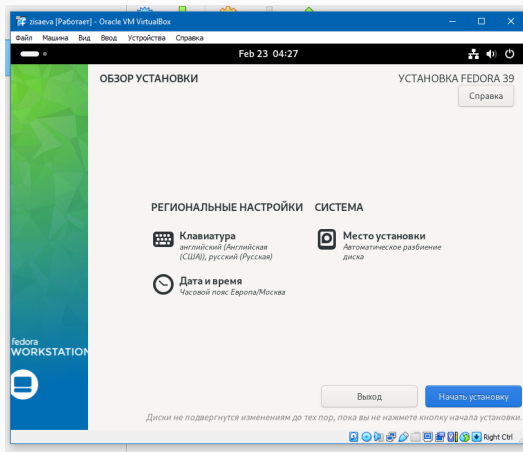 zisaeva [Работает] - Oracle VM VirtualBox
Файл Машина Вид Ввод Устройства Справка
Feb 23 04:27
ОБЗОР УСТАНОВКИ
УСТАНОВКА FEDORA 39
Справка
РЕГИОНАЛЬНЫЕ НАСТРОЙКИ
Клавиатура
английский (Английская
(США)), русский (Русская)
Дата и время
Часовой пояс Европа/Москва
СИСТЕМА
Место установки
Автоматическое разбиение
диска
fedora
WORKSTATION
Выход
Начать установку
Диски не подвергнутся изменениям до тех пор, пока вы не нажмете кнопку начала установки.
Right Ctrl